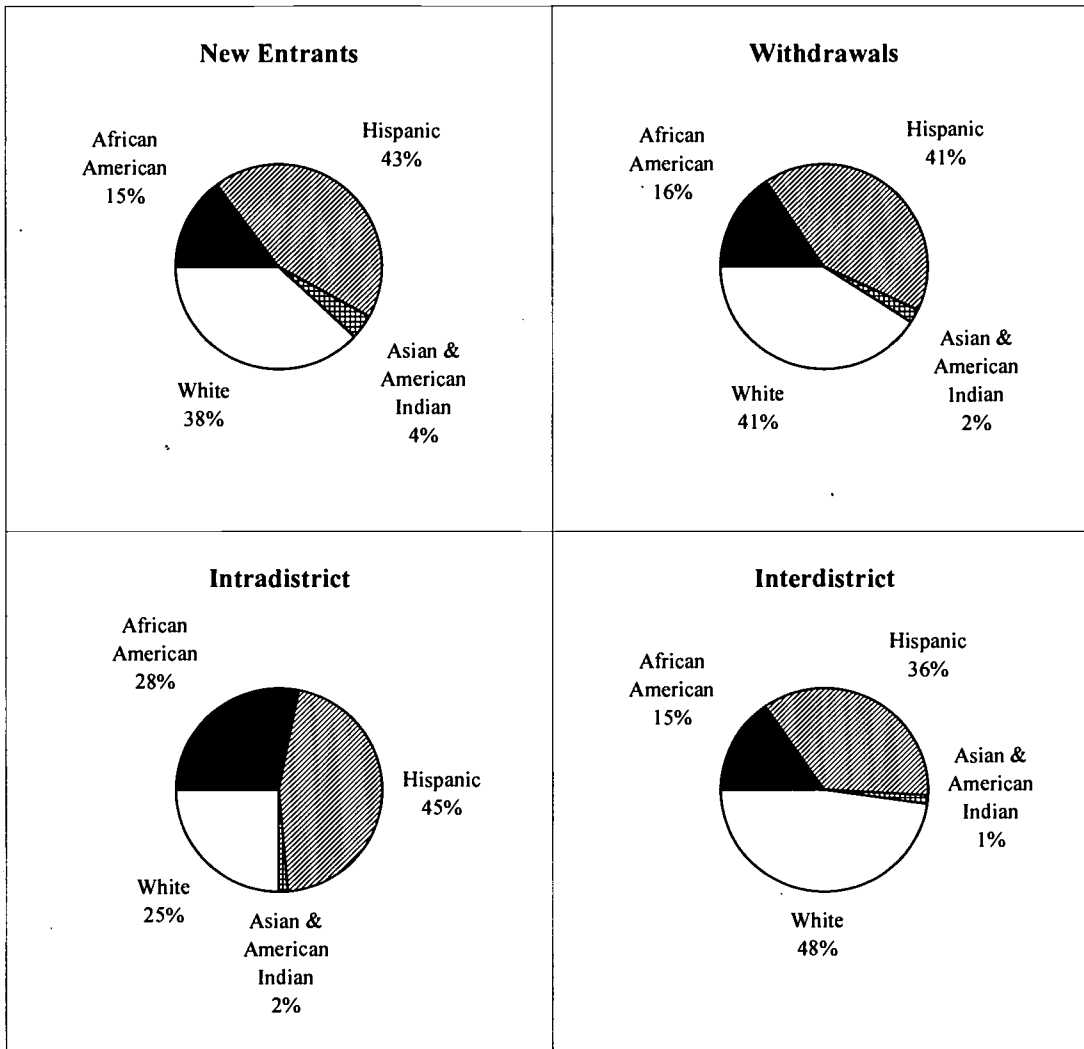 New Entrants
African
American
15%
Hispanic
43%
Asian &
American
Indian
4%
White
38%
Withdrawals
African
American
16%
Hispanic
41%
Asian &
American
Indian
2%
White
41%
Intradistrict
African
American
28%
Hispanic
45%
White
25%
Asian &
American
Indian
2%
Interdistrict
African
American
15%
Hispanic
36%
Asian &
American
Indian
1%
White
48%